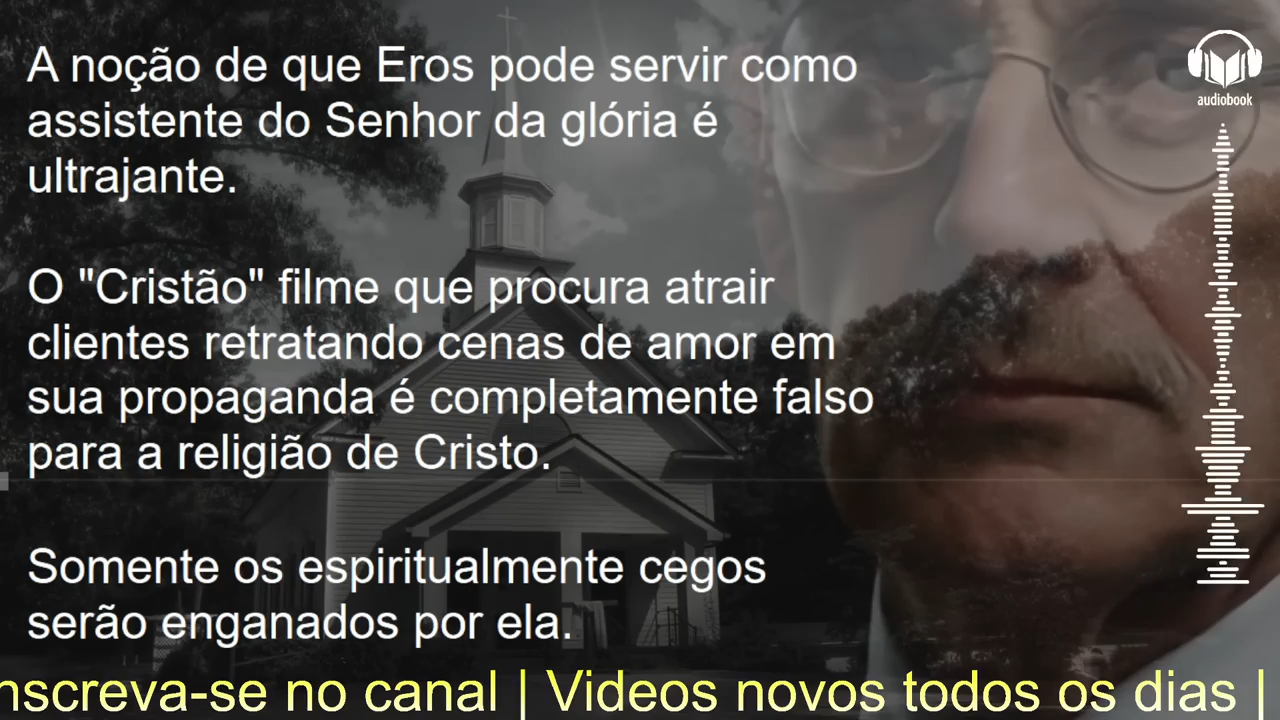 A noção de que Eros pode servir como
assistente do Senhor da glória é
ultrajante.
O "Cristão" filme que procura atrair
clientes retratando cenas de amor em
sua propaganda é completamente falso
para a religião de Cristo.
Somente os espiritualmente cegos
serão enganados por ela.
audiobook
nscreva-se no canal | Videos novos todos os dias |